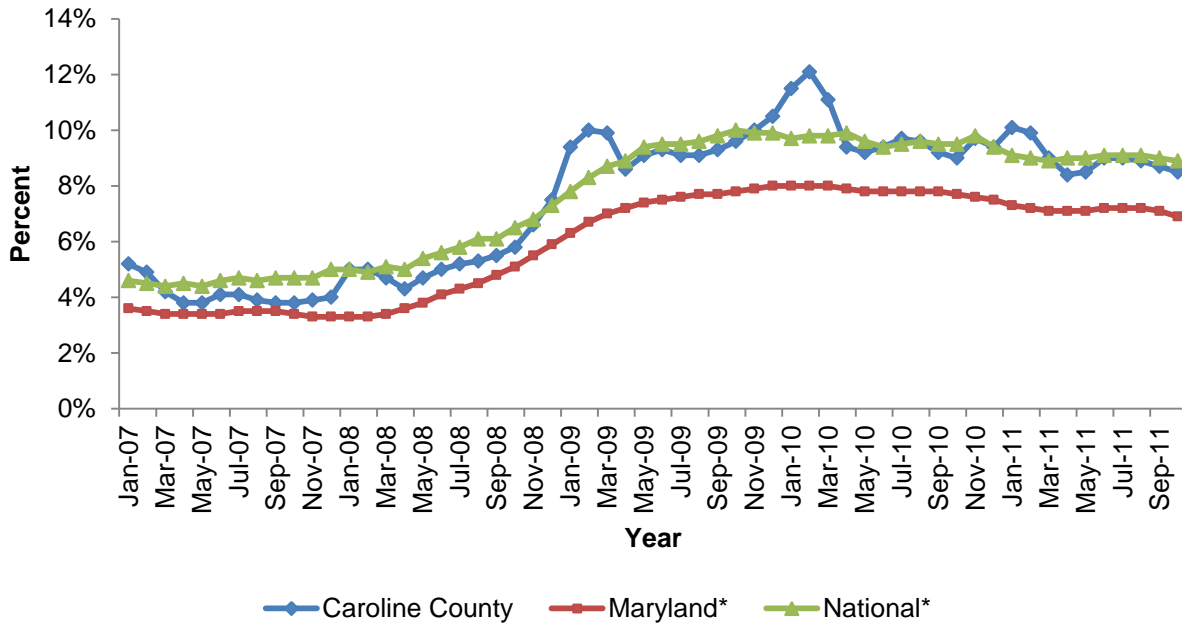 14%
12%
10%
8%
6%
4%
2%
0%
Percent
Jan-07
Mar-07
May-07
Jul-07
Sep-07
Nov-07
Jan-08
Mar-08
May-08
Jul-08
Sep-08
Nov-08
Jan-09
Mar-09
May-09
Jul-09
Sep-09
Nov-09
Jan-10
Mar-10
May-10
Jul-10
Sep-10
Nov-10
Jan-11
Mar-11
May-11
Jul-11
Sep-11
Year
Caroline County Maryland* National*